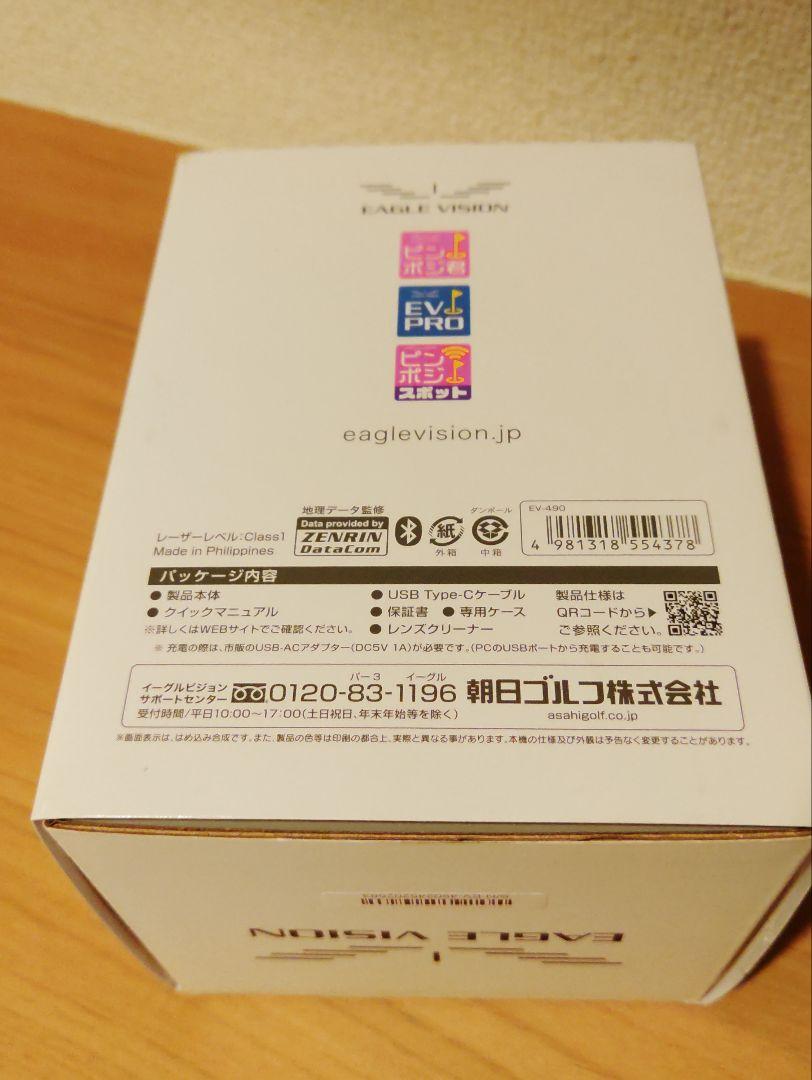 EAGLE VISION
ピン
ポジ君
EV
PRO
ピン
ポジ
スポット
eaglevision.jp
レーザーレベル:Class1
Made in Philippines
地理データ監修
Data provided by
ZENRIN
DataCom
紙
外箱
ダンボール
中箱
EV-490
4 981318 554378
パッケージ内容
● 製品本体
● クイックマニュアル
※詳しくはWEBサイトでご確認ください。
● USB Type-Cケーブル
● 保証書 ● 専用ケース
● レンズクリーナー
製品仕様は
QRコードから▶
ご参照ください。
※ 充電の際は、市販のUSB-ACアダプター(DC5V 1A)が必要です。(PCのUSBポートから充電することも可能です。)
イーグルビジョン
サポートセンター
バー3 イーグル
0120-83-1196
受付時間/平日10:00〜17:00(土日祝日、年末年始等を除く)
朝日ゴルフ株式会社
asahigolf.co.jp
※画面表示は、はめ込み合成です。また、製品の色等は印刷の都合上、実際と異なる事があります。本機の仕様及び外観は予告なく変更することがあります。
EAGLE VISION